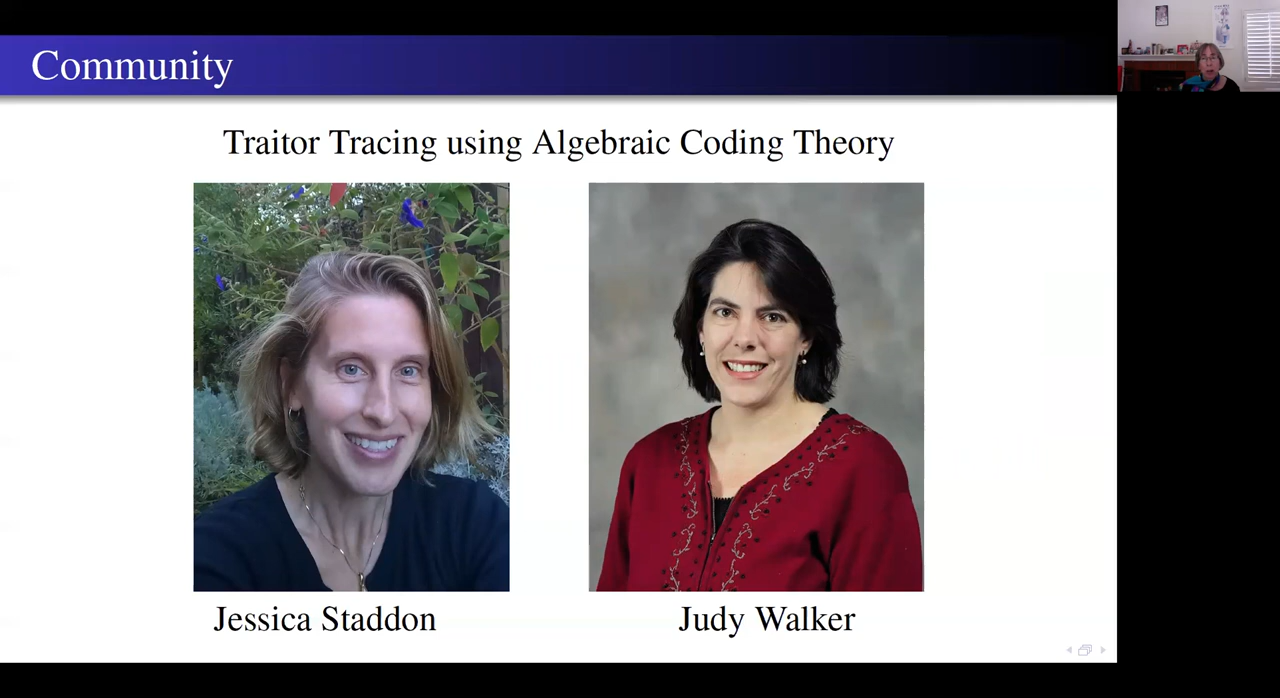 Community
Traitor Tracing using Algebraic Coding Theory
Jessica Staddon
Judy Walker